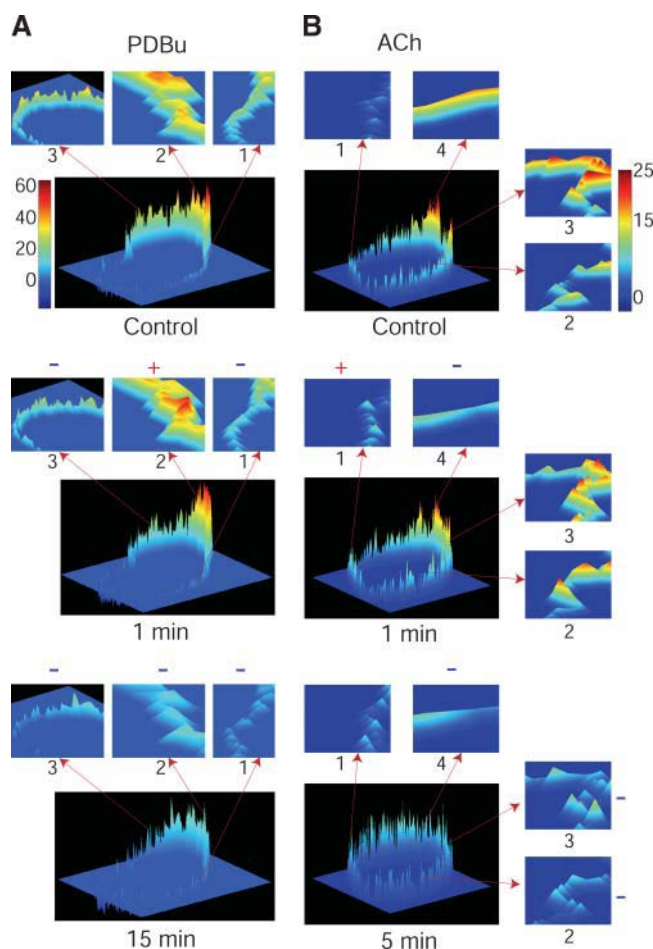 A B
PDBu ACh
3 2 1 1 4
60
40
20
0
3
25
15
0
2
Control Control
- + - + -
3 2 1 1 4
3
2
1 min 1 min
- - - -
3 2 1 1 4
3 -
2 -
15 min 5 min